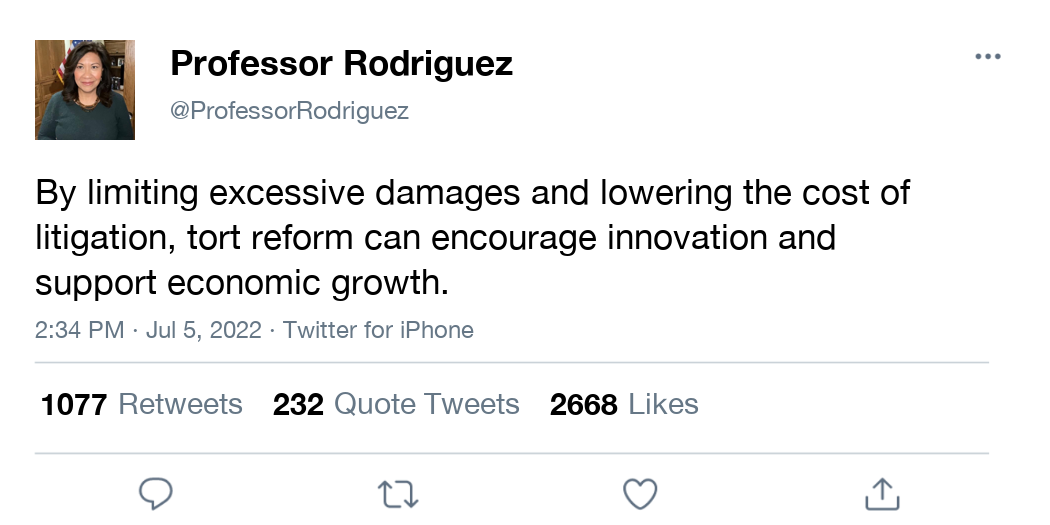 Professor Rodriguez
@ProfessorRodriguez
By limiting excessive damages and lowering the cost of
litigation, tort reform can encourage innovation and
support economic growth.
2:34 PM · Jul 5, 2022 · Twitter for iPhone
1077 Retweets 232 Quote Tweets 2668 Likes